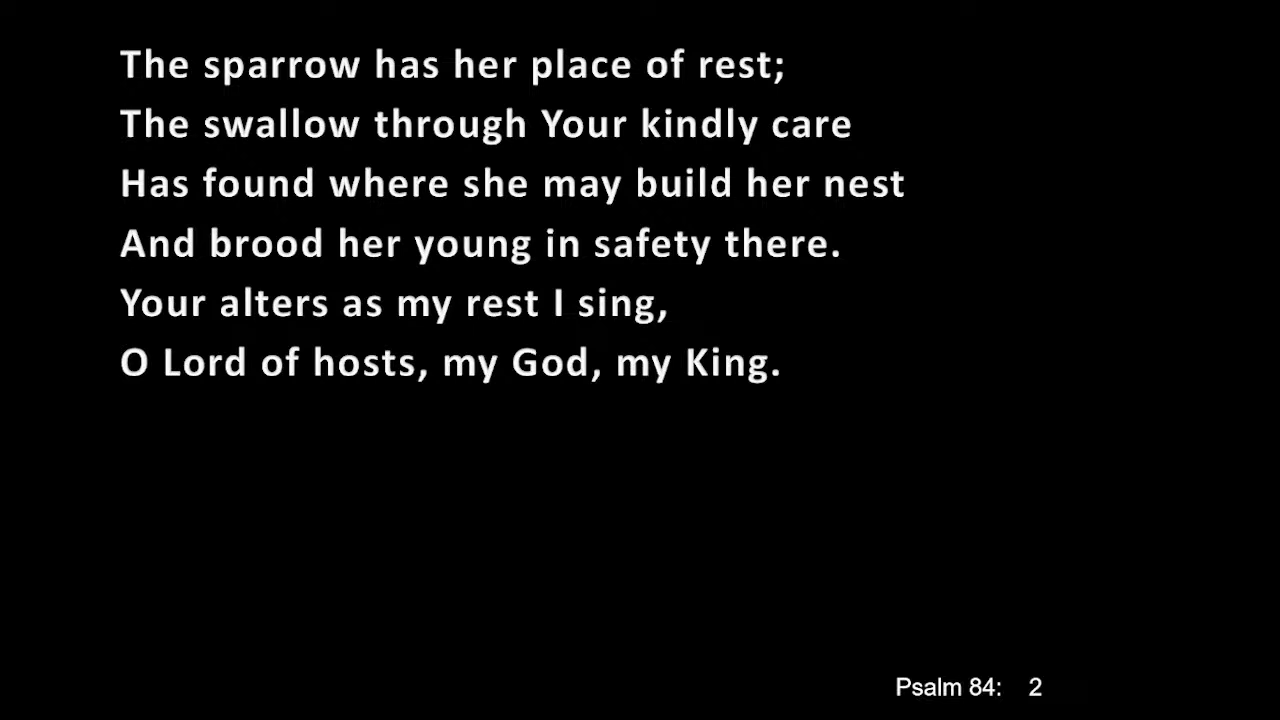 The sparrow has her place of rest;
The swallow through Your kindly care
Has found where she may build her nest
And brood her young in safety there.
Your alters as my rest I sing,
O Lord of hosts, my God, my King.
Psalm 84: 2